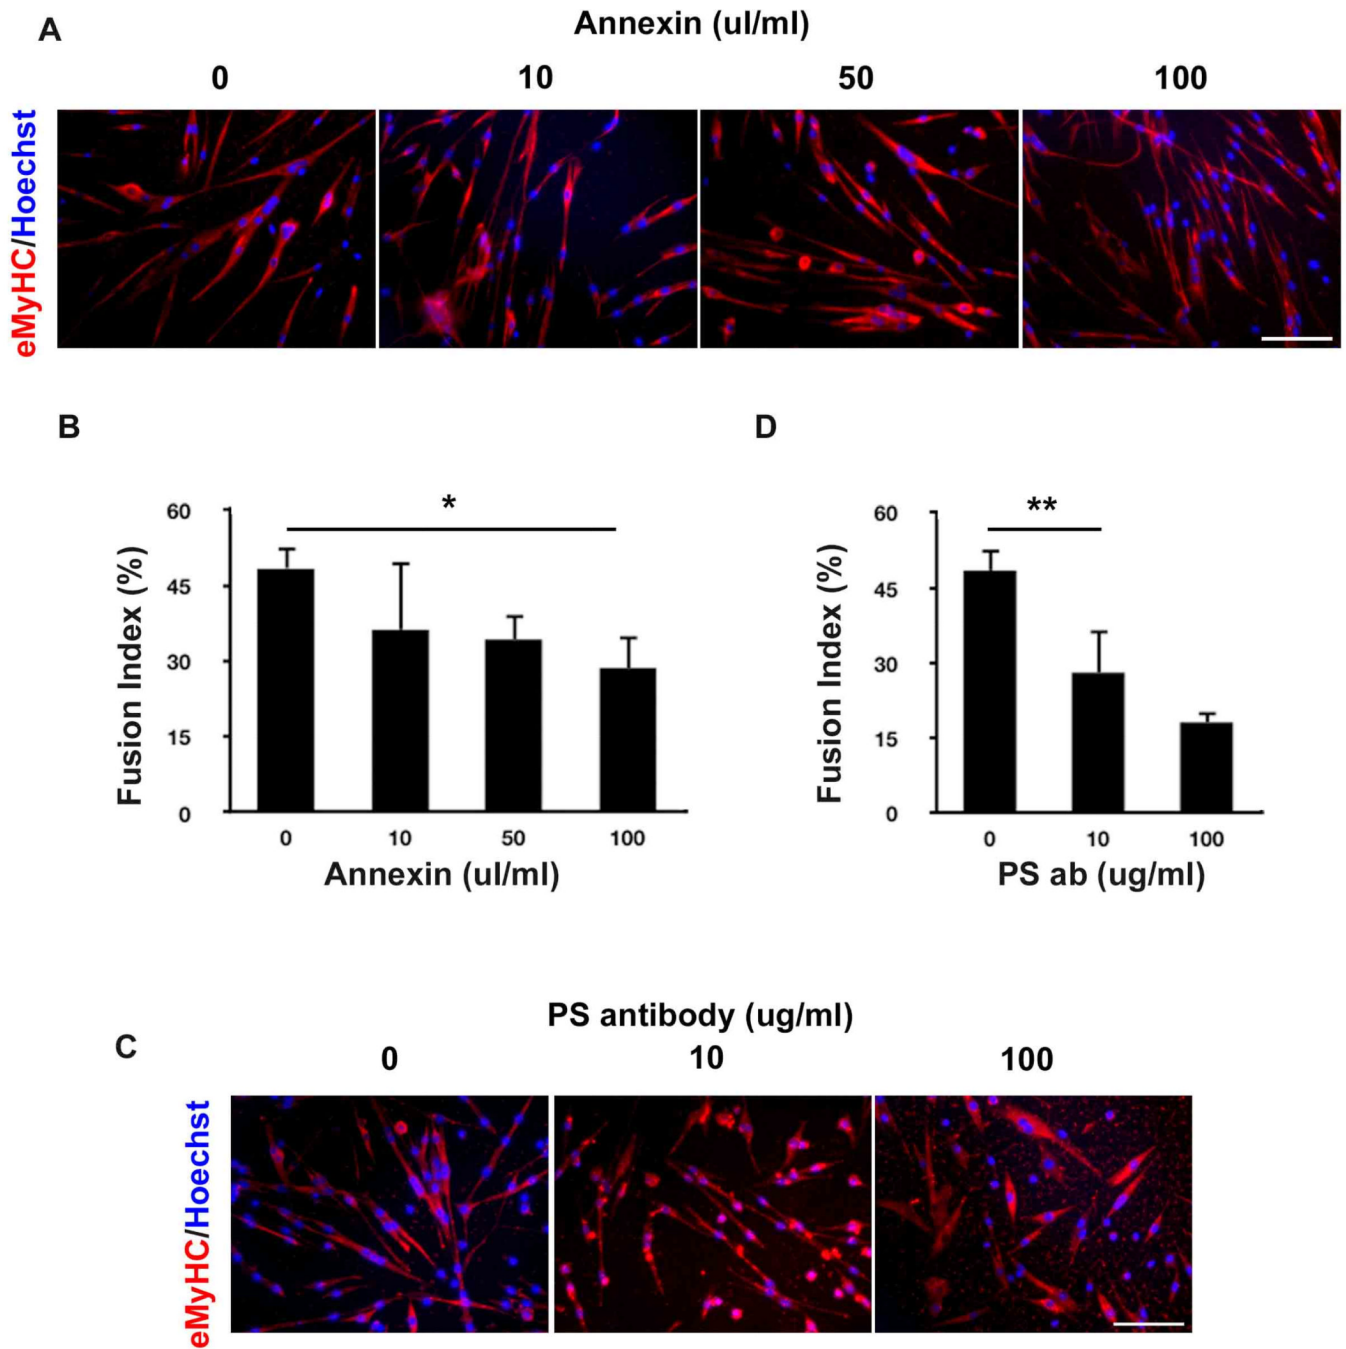 A
Annexin (ul/ml)
0 10 50 100
eMyHC/Hoechst
B
*
60
45
30
15
0
Fusion Index (%)
0 10 50 100
Annexin (ul/ml)
D
**
60
45
30
15
0
Fusion Index (%)
0 10 100
PS ab (ug/ml)
PS antibody (ug/ml)
C
0 10 100
eMyHC/Hoechst